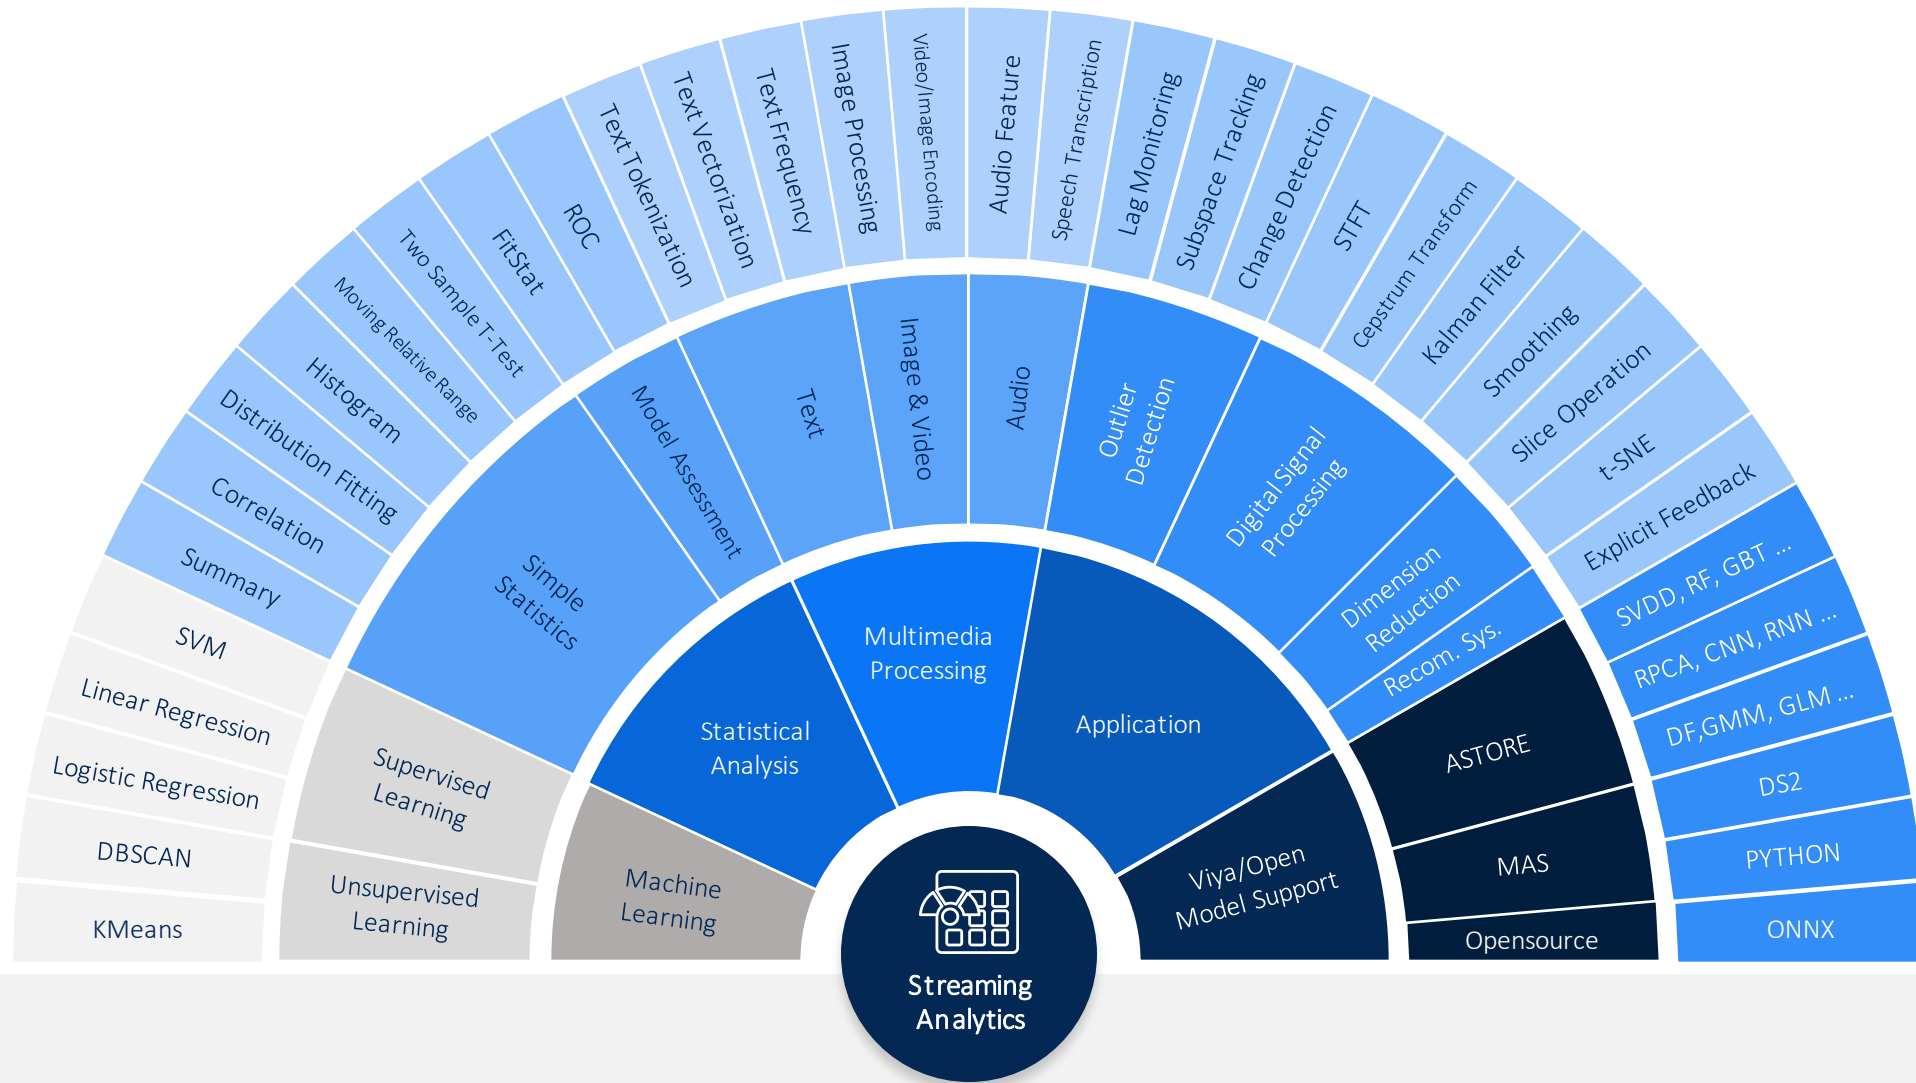 KMeans
DBSCAN
Logistic Regression
Linear Regression
SVM
Summary
Correlation
Distribution Fitting
Histogram
Moving Relative Range
Two Sample T-Test
FitStat
ROC
Text Tokenization
Text Vectorization
Text Frequency
Image Processing
Video/Image Encoding
Audio Feature
Speech Transcription
Lag Monitoring
Subspace Tracking
Change Detection
STFT
Cepstrum Transform
Kalman Filter
Smoothing
Slice Operation
t-SNE
Explicit Feedback
SVDD, RF, GBT ...
RPCA, CNN, RNN ...
DF,GMM, GLM ...
DS2
PYTHON
ONNX
Unsupervised
Learning
Supervised
Learning
Simple
Statistics
Model Assessment
Text
Image & Video
Audio
Outlier
Detection
Digital Signal
Processing
Dimension
Reduction
Recom. Sys.
ASTORE
MAS
Opensource
Machine
Learning
Statistical
Analysis
Multimedia
Processing
Application
Viya/Open
Model Support
Streaming
Analytics